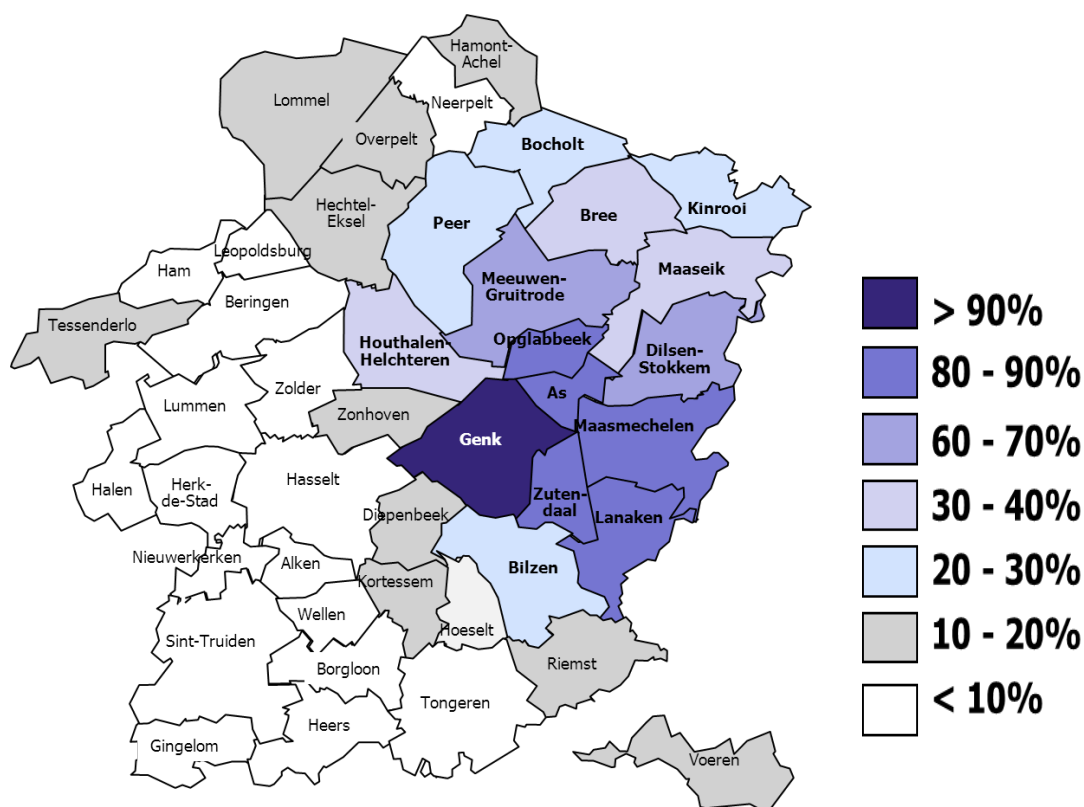 Hamont-
Achel
Lommel
Neerpelt
Overpelt
Bocholt
Hechtel-
Eksel
Peer
Bree
Kinrooi
Leopoldsburg
Ham
Maaseik
Beringen
Meeuwen-
Gruitrode
Tessenderlo
Houthalen-
Helchteren
Opglabbeek
Dilsen-
Stokkem
Zolder
As
Lummen
Zonhoven
Maasmechelen
Genk
Halen
Herk-
de-Stad
Hasselt
Diepenbeek
Zuten-
daal
Lanaken
Nieuwerkerken
Alken
Kortessem
Bilzen
Wellen
Hoeselt
Sint-Truiden
Borgloon
Riemst
Tongeren
Heers
Gingelom
Voeren
> 90%
80 - 90%
60 - 70%
30 - 40%
20 - 30%
10 - 20%
< 10%